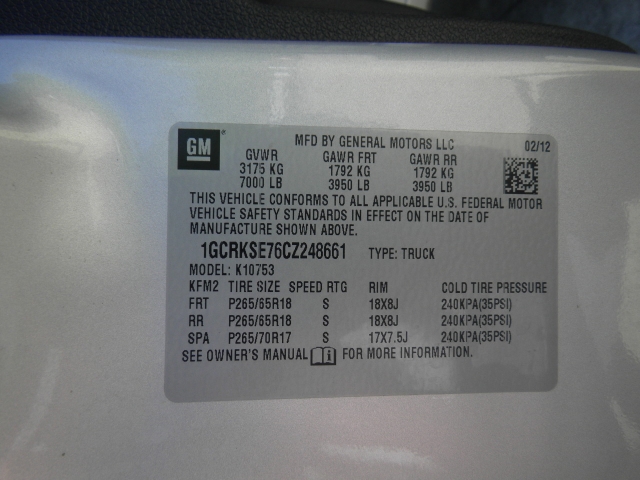 GM
MFD BY GENERAL MOTORS LLC 02/12
GVWR GAWR FRT GAWR RR
3175 KG 1792 KG 1792 KG
7000 LB 3950 LB 3950 LB
THIS VEHICLE CONFORMS TO ALL APPLICABLE U.S. FEDERAL MOTOR
VEHICLE SAFETY STANDARDS IN EFFECT ON THE DATE OF
MANUFACTURE SHOWN ABOVE.
1GCRKSE76CZ248661 TYPE: TRUCK
MODEL: K10753
KFM2 TIRE SIZE SPEED RTG RIM COLD TIRE PRESSURE
FRT P265/65R18 S 18X8J 240KPA(35PSI)
RR P265/65R18 S 18X8J 240KPA(35PSI)
SPA P265/70R17 S 17X7.5J 240KPA(35PSI)
SEE OWNER'S MANUAL FOR MORE INFORMATION.